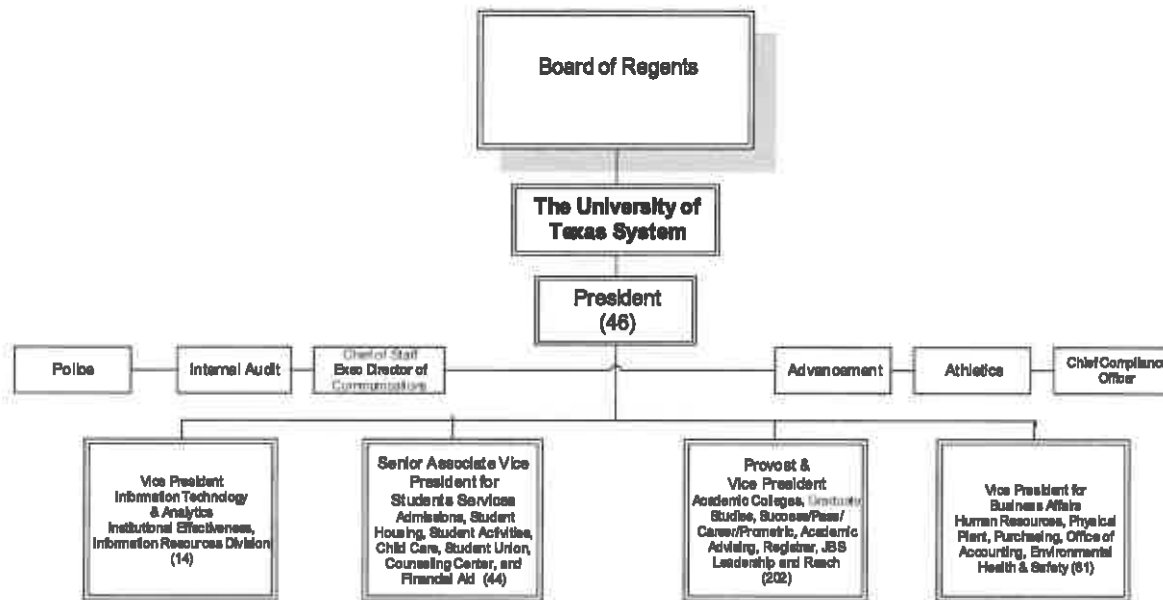 Board of Regents
The University of
Texas System
President
(46)
Police
Internal Audit
Chief of Staff
Exec Director of
Communications
Advancement
Athletics
Chief Compliance
Officer
Vice President
Information Technology
& Analytics
Institutional Effectiveness,
Information Resources Division
(14)
Senior Associate Vice
President for
Students Services
Admissions, Student
Housing, Student Activities,
Child Care, Student Union,
Counseling Center, and
Financial Aid (44)
Provost &
Vice President
Academic Colleges, Graduate
Studies, Success/Pass/
Career/Prometric, Academic
Advising, Registrar, JBS
Leadership and Reach
(202)
Vice President for
Business Affairs
Human Resources, Physical
Plant, Purchasing, Office of
Accounting, Environmental
Health & Safety (61)